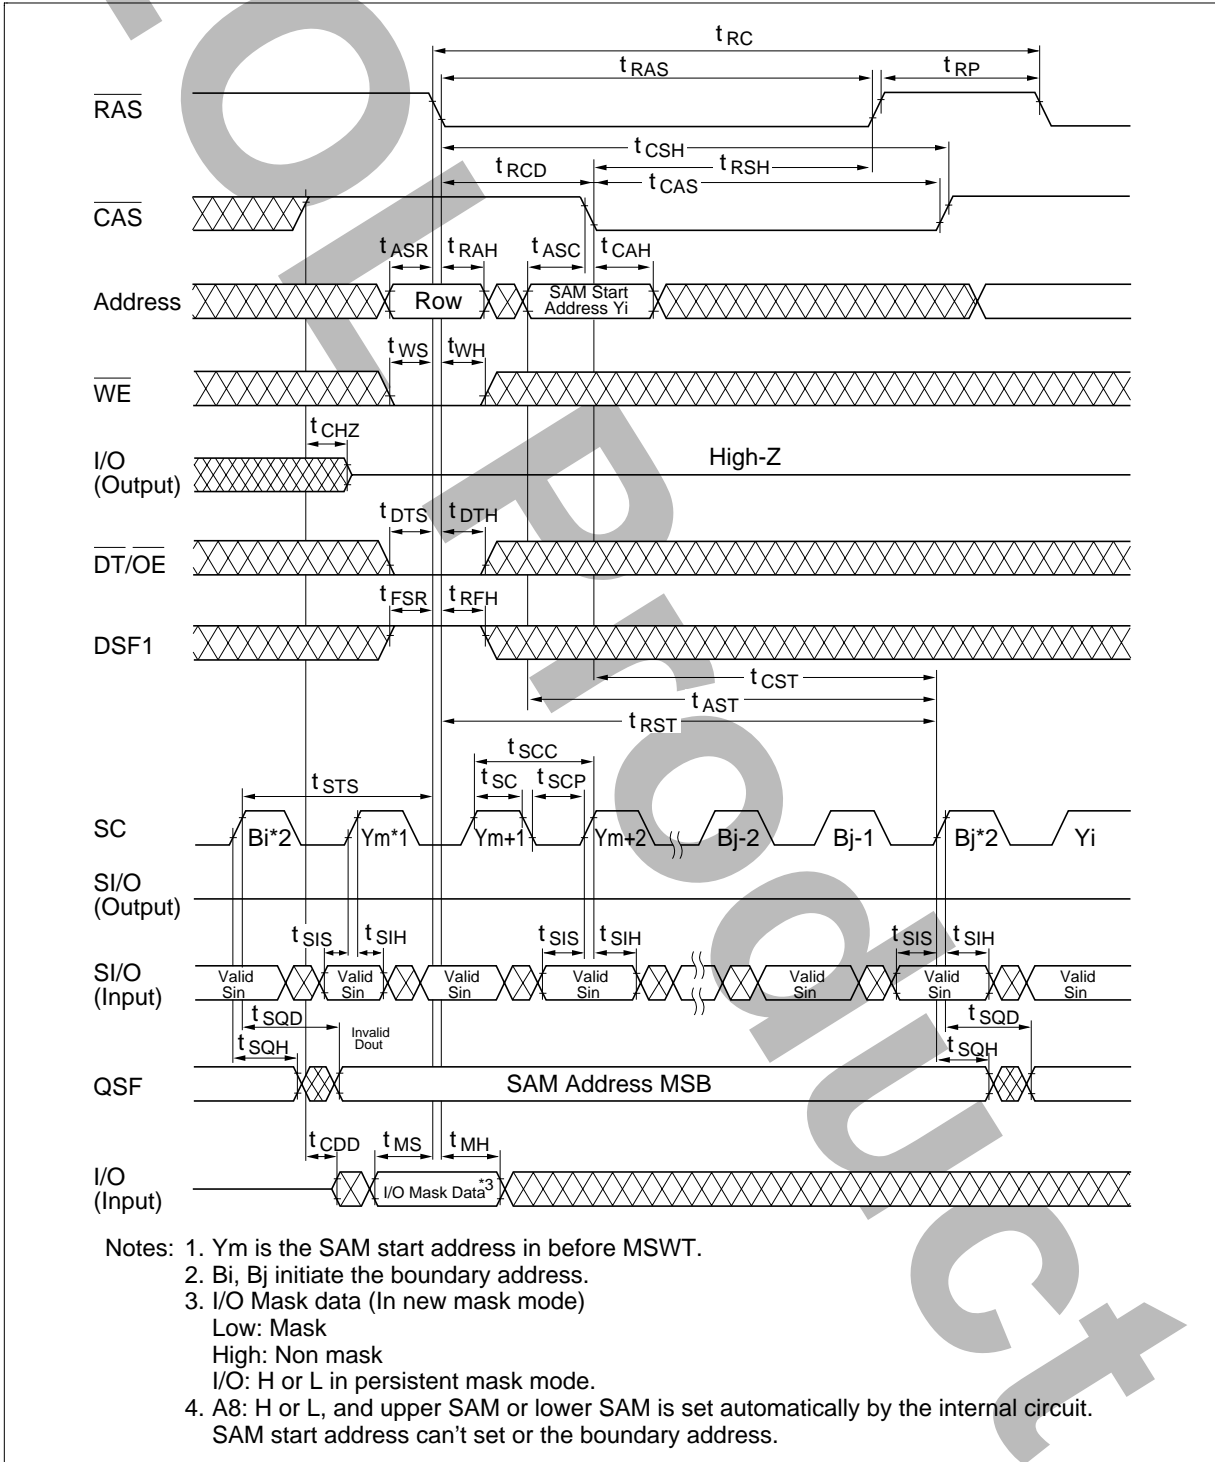 tRC
tRAS
tRP
RAS
tCSH
tRSH
tRCD
tCAS
CAS
tASR
tRAH
tASC
tCAH
Address
Row
SAM Start
Address Yi
tWS
tWH
WE
tCHZ
I/O
(Output)
High-Z
tDTS
tDTH
DT/OE
tFSR
tRFH
DSF1
tCST
tAST
tRST
tSCC
tSTS
tSC
tSCP
SC
Bi*2
Ym*1
Ym+1
Ym+2
Bj-2
Bj-1
Bj*2
Yi
SI/O
(Output)
tSIS
tSIH
tSIS
tSIH
tSIS
tSIH
SI/O
(Input)
Valid
Sin
Valid
Sin
Valid
Sin
Valid
Sin
Valid
Sin
Valid
Sin
Valid
Sin
tSQD
Invalid
Dout
tSQD
tSQH
tSQH
QSF
SAM Address MSB
tCDD
tMS
tMH
I/O
(Input)
I/O Mask Data*3
Notes: 1. Ym is the SAM start address in before MSWT.
2. Bi, Bj initiate the boundary address.
3. I/O Mask data (In new mask mode)
Low: Mask
High: Non mask
I/O: H or L in persistent mask mode.
4. A8: H or L, and upper SAM or lower SAM is set automatically by the internal circuit.
SAM start address can't set or the boundary address.
EOL Product